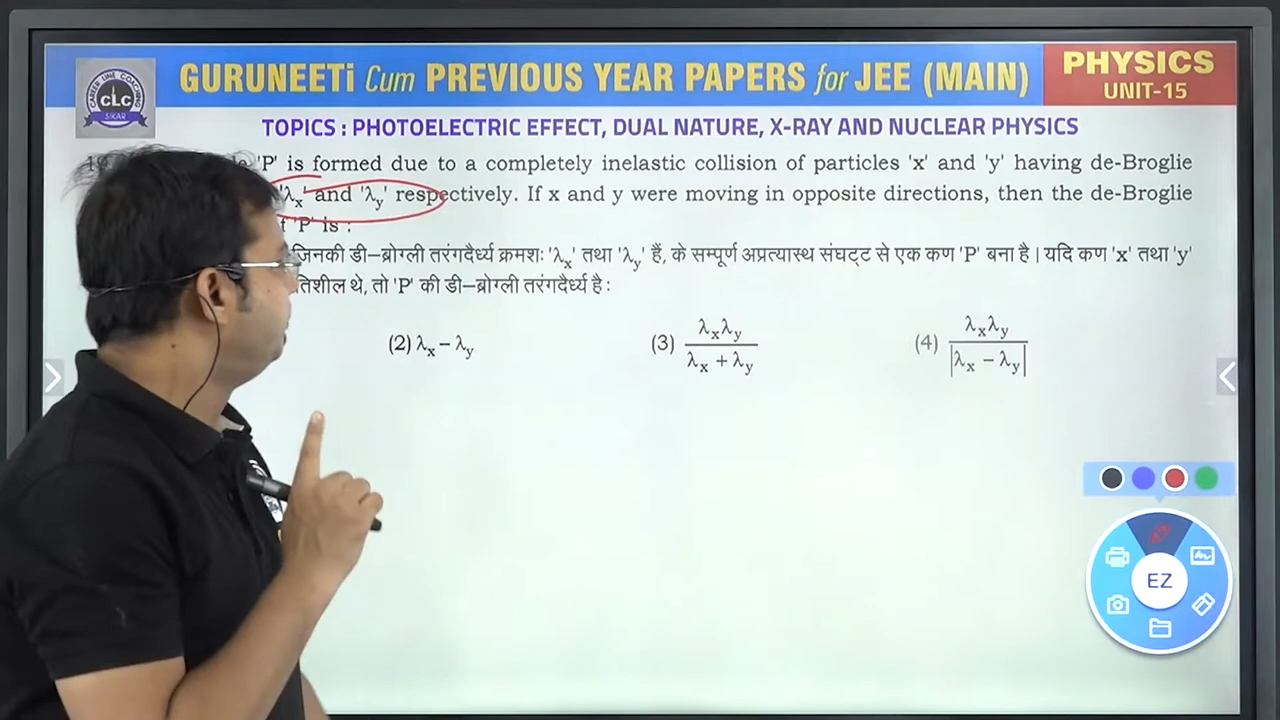 GURUNEETi Cum PREVIOUS YEAR PAPERS for JEE (MAIN)
PHYSICS
UNIT-15
CLC
SIKAR
TOPICS : PHOTOELECTRIC EFFECT, DUAL NATURE, X-RAY AND NUCLEAR PHYSICS
'P' is formed due to a completely inelastic collision of particles 'x' and 'y' having de-Broglie
'λx' and 'λy' respectively. If x and y were moving in opposite directions, then the de-Broglie
'P' is :
जिनकी डी–ब्रोग्ली तरंगदैर्ध्य क्रमशः 'λx' तथा 'λy' हैं, के सम्पूर्ण अप्रत्यास्थ संघट्ट से एक कण 'P' बना है। यदि कण 'x' तथा 'y'
थे, तो 'P' की डी–ब्रोग्ली तरंगदैर्ध्य है :
(2) λx – λy
(3) λxλy / λx + λy
(4) λxλy / |λx – λy|
EZ